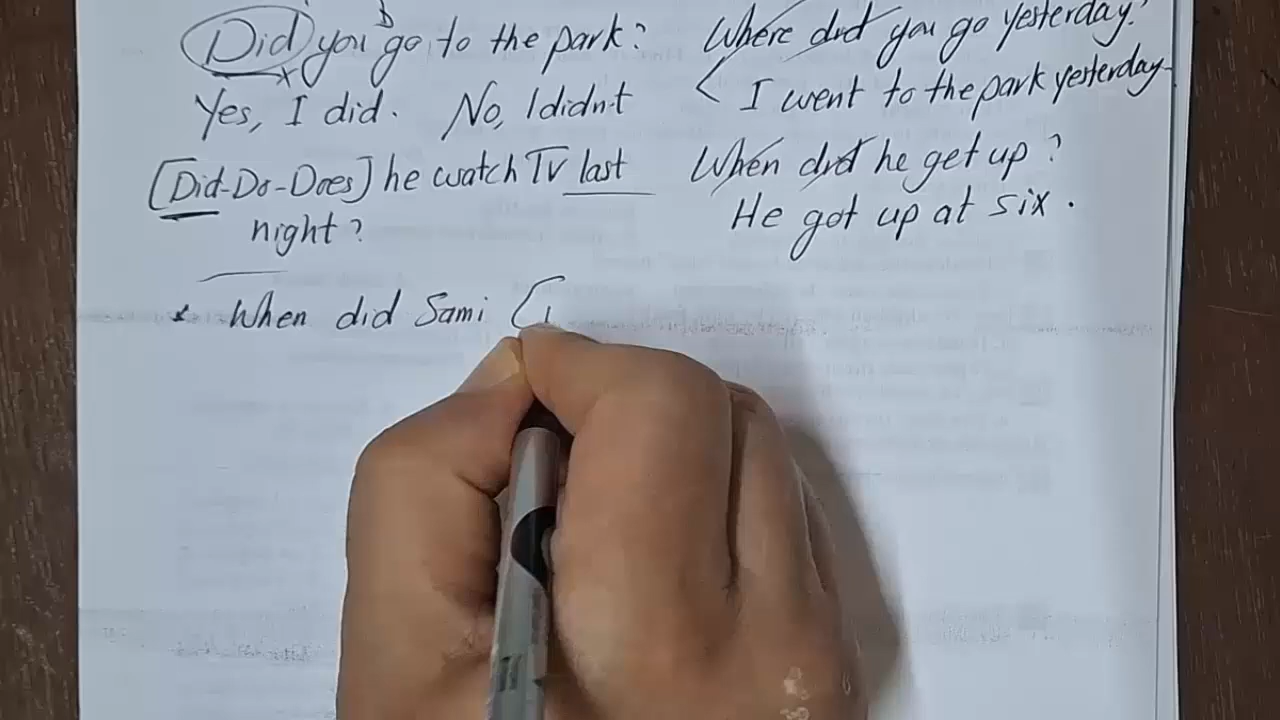 Did you go to the park?
Yes, I did. No, I didn't
[Did-Do-Does] he watch TV last
night?
Where did you go yesterday?
I went to the park yesterday.
When did he get up?
He got up at six.
When did Sami (